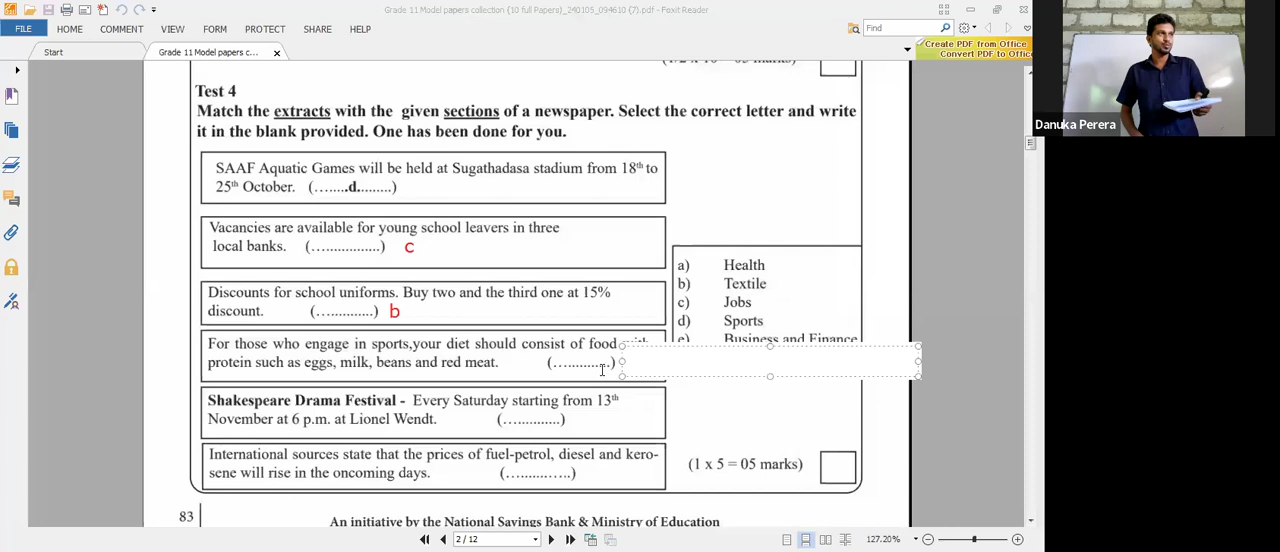 Grade 11 Model papers collection {10 full Papers}_240105_094610 {7}.pdf - Foxit Reader
FILE HOME COMMENT VIEW FORM PROTECT SHARE HELP
Find
Start Grade 11 Model papers c...
Create PDF from Office
Convert PDF to Offic
Test 4
Match the extracts with the given sections of a newspaper. Select the correct letter and write
it in the blank provided. One has been done for you.
SAAF Aquatic Games will be held at Sugathadasa stadium from 18th to
25th October. (…....d........)
Vacancies are available for young school leavers in three
local banks. (…..............) c
Discounts for school uniforms. Buy two and the third one at 15%
discount. (…...........) b
For those who engage in sports,your diet should consist of food with
protein such as eggs, milk, beans and red meat. (…...........)
Shakespeare Drama Festival - Every Saturday starting from 13th
November at 6 p.m. at Lionel Wendt. (…...........)
International sources state that the prices of fuel-petrol, diesel and kero-
sene will rise in the oncoming days. (….......…..)
a) Health
b) Textile
c) Jobs
d) Sports
e) Business and Finance
(1 x 5 = 05 marks)
83
An initiative by the National Savings Bank & Ministry of Education
2 / 12
127.20%
Danuka Perera